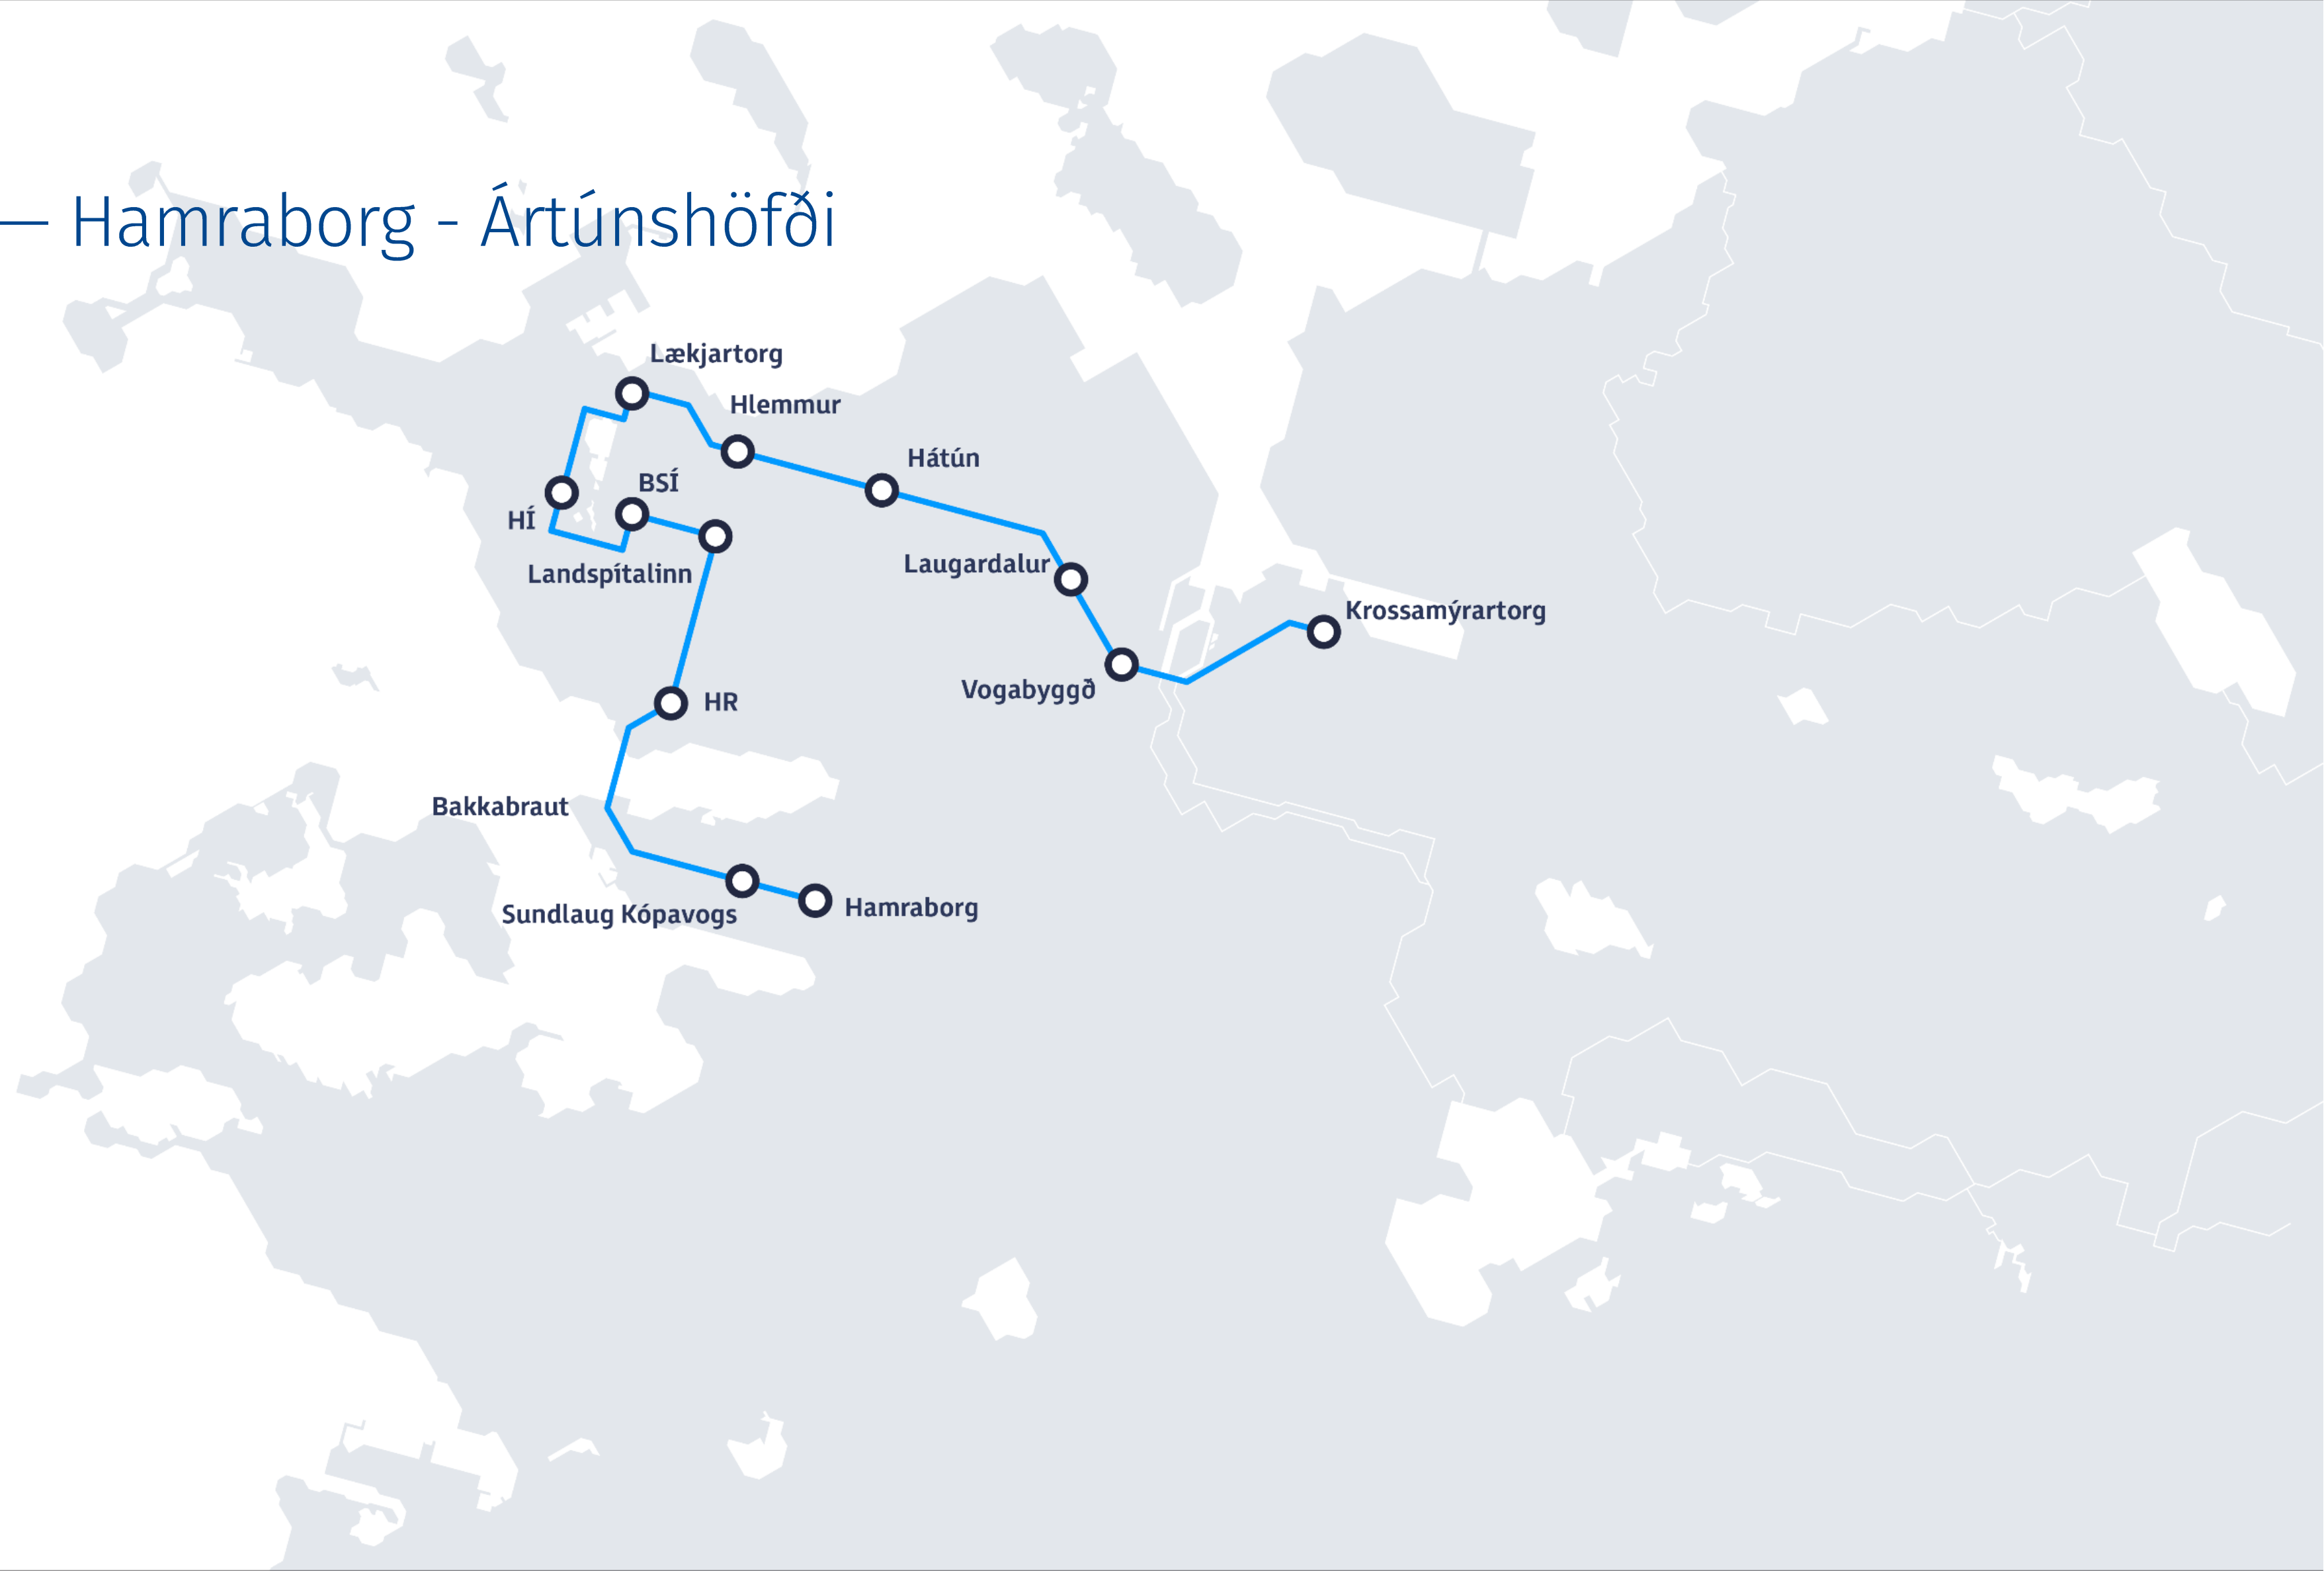 — Hamraborg - Ártúnshöfði
Lækjartorg
Hlemmur
Hátún
BSÍ
HÍ
Laugardalur
Landspítalinn
Krossamýrartorg
Vogabyggð
HR
Bakkabraut
Sundlaug Kópavogs
Hamraborg